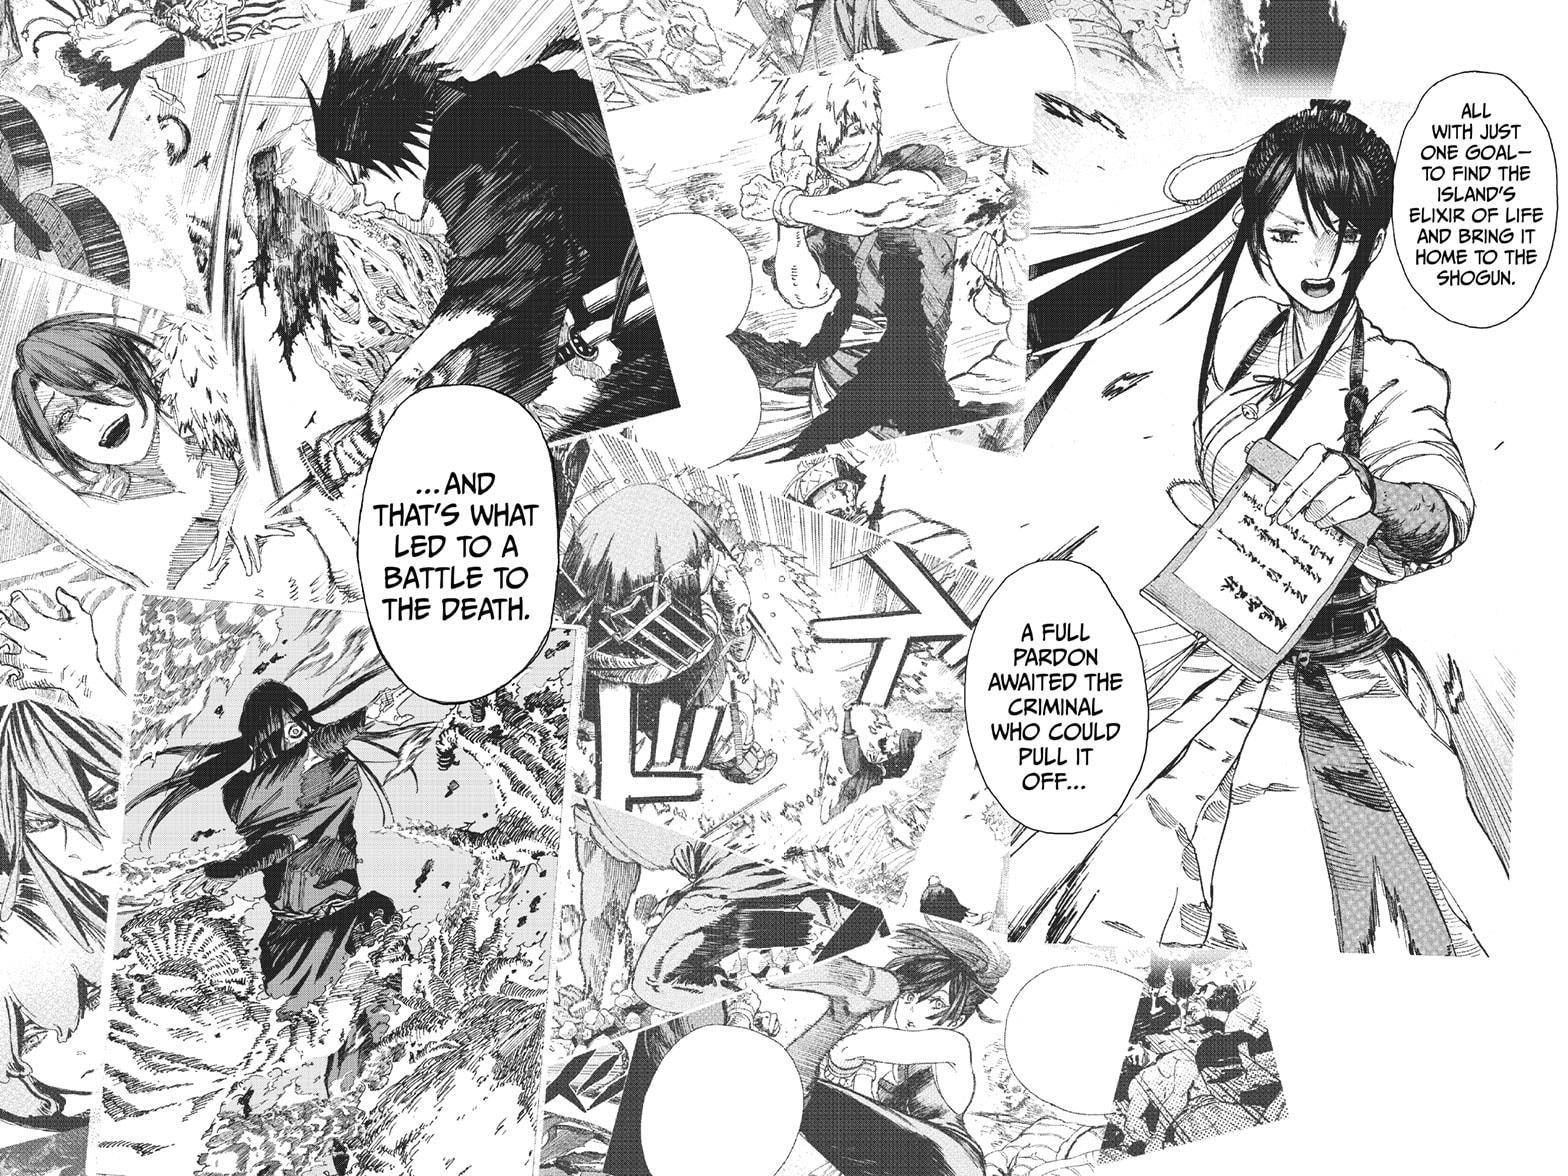 ALL
WITH JUST
ONE GOAL—
TO FIND THE
ISLAND'S
ELIXIR OF LIFE
AND BRING IT
HOME TO THE
SHOGUN.
A FULL
PARDON
AWAITED THE
CRIMINAL
WHO COULD
PULL IT
OFF...
...AND
THAT'S WHAT
LED TO A
BATTLE TO
THE DEATH.